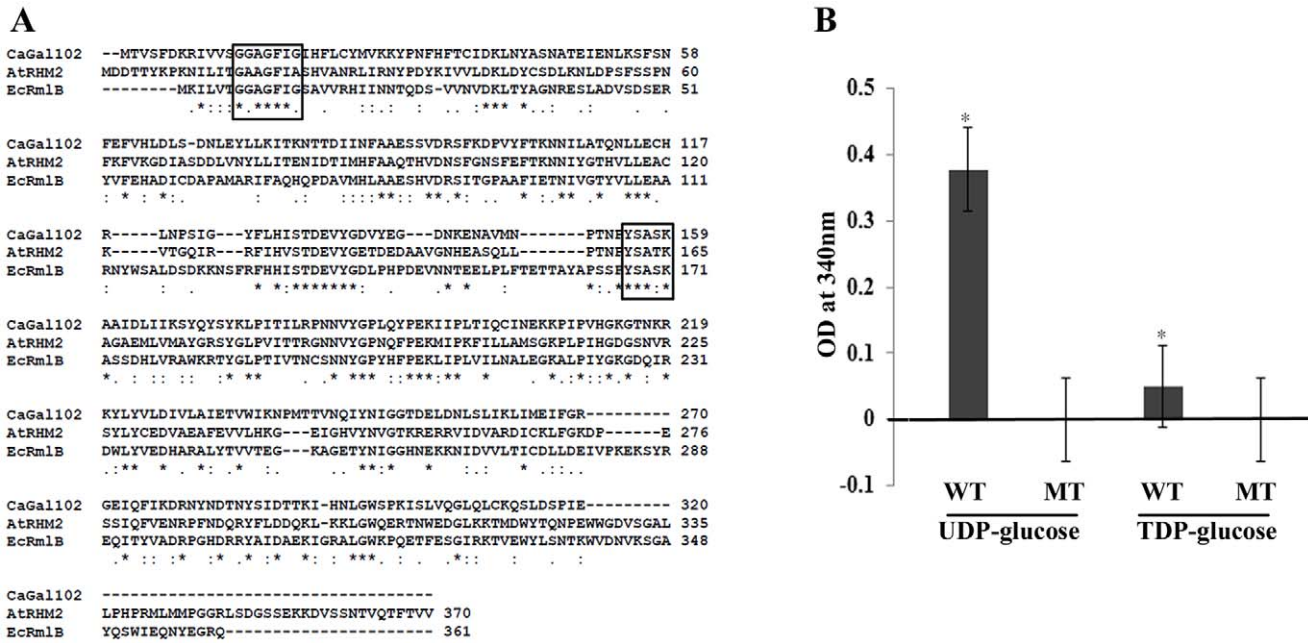 A
CaGal102 --MTVSFDKRIVVSGGAGFIGIHFLCYMVKKYPNFHFTCIDKLNYASNATEIENLKSFSN 58
AtRHM2 MDDTTYKPKNILITGAAGFIASHVANRLIRNYPDYKIVVLDKLDYCSDLKNLDPSFSSPN 60
EcRmlB --------MKILVTGGAGFIGSAVVRHIINNTQDS-VVNVDKLTYAGNRESLADVSDSER 51
.*::: *.****. . ::. : .. :*** *. .: .: .
CaGal102 FEFVHLDLS-DNLEYLLKITKNTTDIINFAAESSVDRSFKDPVYFTKNNILATQNLLECH 117
AtRHM2 FKFVKGDIASDDLVNYLLITENIDTIMHFAAQTHVDNSFGNSFEFTKNNIYGTHVLLEAC 120
EcRmlB YVFEHADICDAPAMARIFAQHQPDAVMHLAAESHVDRSITGPAAFIETNIVGTYVLLEAA 111
: * : *:. : .: ::::**:: **.*: .. * :.** .* ***.
CaGal102 R-----LNPSIG----YFLHISTDEVYGDVYEG--DNKENAVMN-------PTNPYSASK 159
AtRHM2 K-----VTGQIR----RFIHVSTDEVYGETDEDAAVGNHEASQLL------PTNPYSATK 165
EcRmlB RNYWSALDSDKKNSFRFHHISTDEVYGDLPHPDEVNNTEELPLFTETTAYAPSSPYSASK 171
: : . * *:*******: . * * : *:.****:*
CaGal102 AAIDLIIKSYQYSYKLPITILRPNNVYGPLQYPEKIIPLTIQCINEKKPIPVHGKGTNKR 219
AtRHM2 AGAEMLVMAYGRSYGLPVITTRGNNVYGPNQFPEKMIPKFILLAMSGKPLPIHGDGSNVR 225
EcRmlB ASSDHLVRAWKRTYGLPTIVTNCSNNYGPYHFPEKLIPLVILNALEGKALPIYGKGDQIR 231
*. : :: :: :* ** . .* *** ::***:** * . *.:*::*.* : *
CaGal102 KYLYVLDIVLAIETVWIKNPMTTVNQIYNIGGTDELDNLSLIKLIMEIFGR--------- 270
AtRHM2 SYLYCEDVAEAFEVVLHKG---EIGHVYNVGTKRERRVIDVARDICKLFGKDP------E 276
EcRmlB DWLYVEDHARALYTVVTEG---KAGETYNIGGHNEKKNIDVVLTICDLLDEIVPKEKSYR 288
.:** * . *: .* :. . **:* * :.: * .::.
CaGal102 GEIQFIKDRNYNDTNYSIDTTKI-HNLGWSPKISLVQGLQLCKQSLDSPIE--------- 320
AtRHM2 SSIQFVENRPFNDQRYFLDDQKL-KKLGWQERTNWEDGLKKTMDWYTQNPEWWGDVSGAL 335
EcRmlB EQITYVADRPGHDRRYAIDAEKIGRALGWKPQETFESGIRKTVEWYLSNTKWVDNVKSGA 348
.* :: :* :* .* :* *: : ***. : . .*:: : . :
CaGal102 ----------------------------------
AtRHM2 LPHPRMLMMPGGRLSDGSSEKKDVSSNTVQTFTVV 370
EcRmlB YQSWIEQNYEGRQ--------------------- 361
B
OD at 340nm
0.5
0.4
0.3
0.2
0.1
0
-0.1
* *
WT MT WT MT
UDP-glucose TDP-glucose